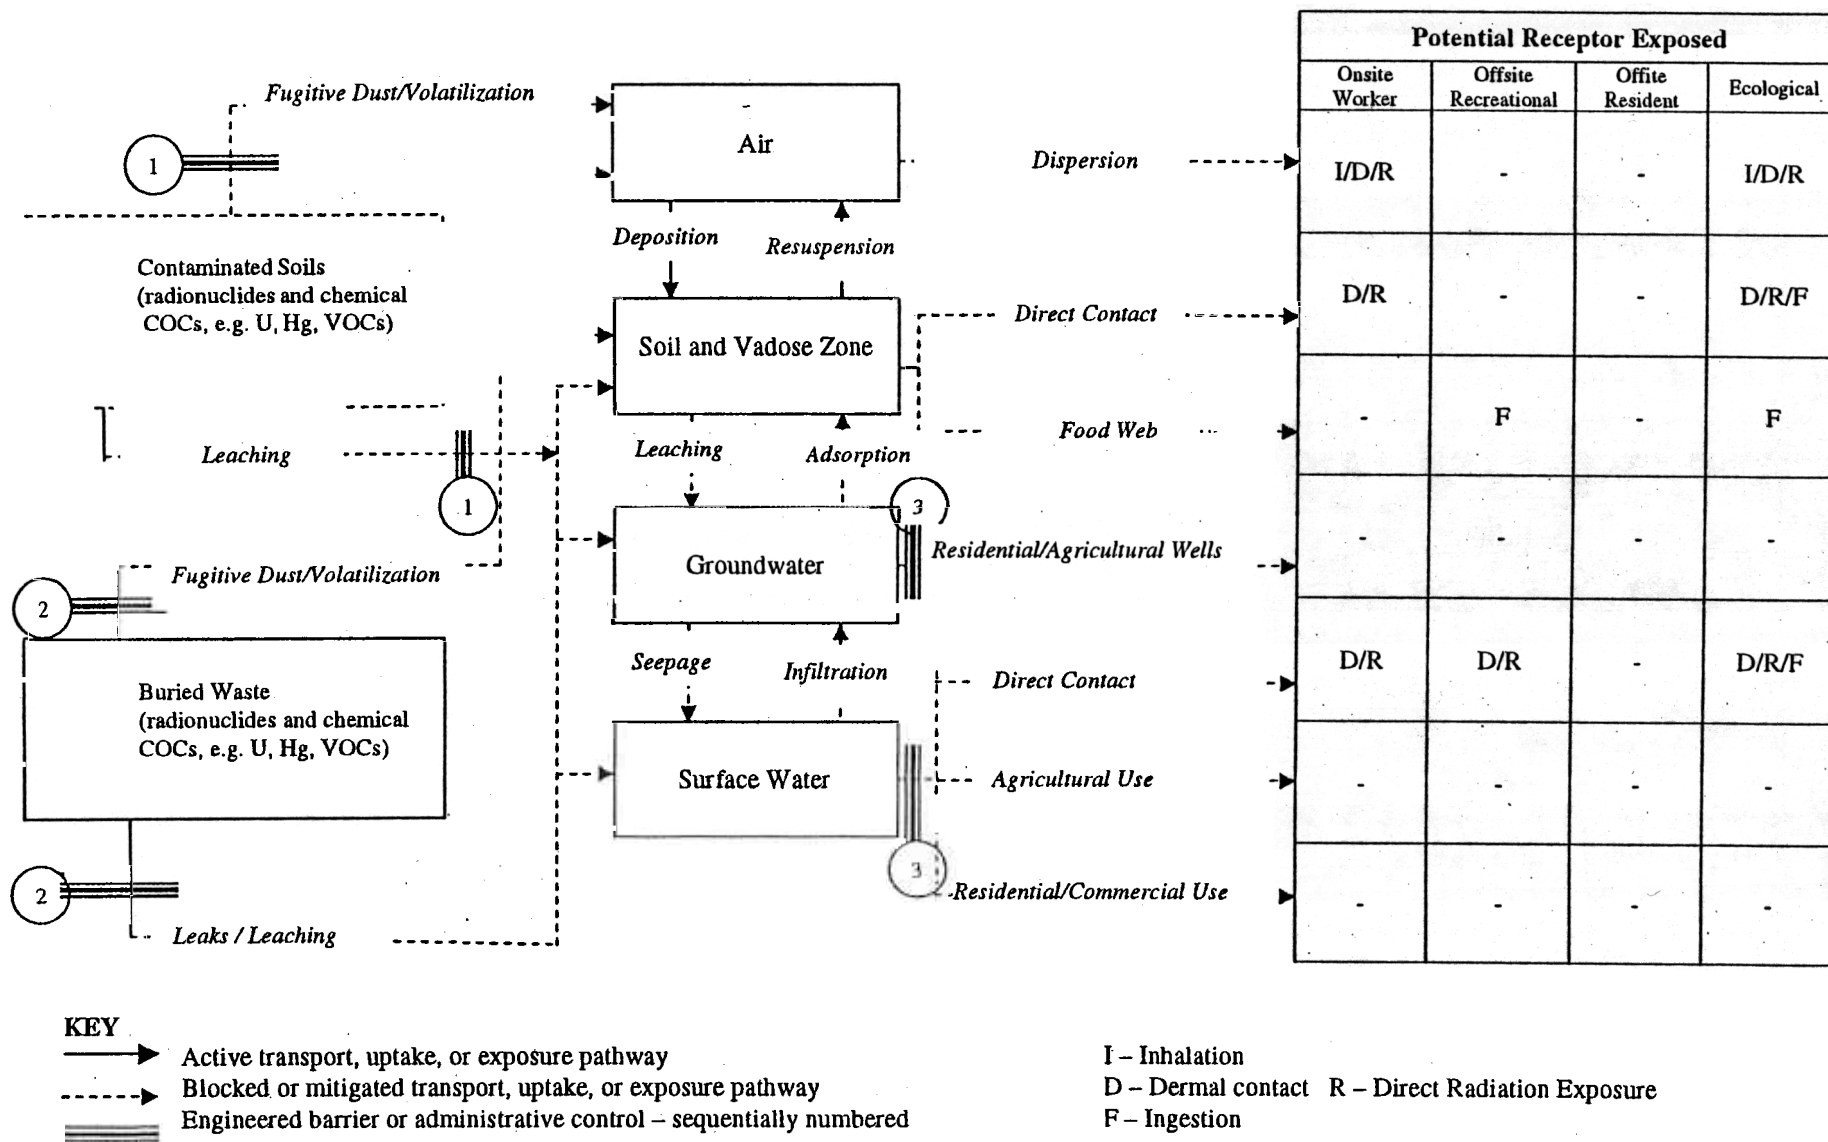 Potential Receptor Exposed
Onsite Worker
Offsite Recreational
Offite Resident
Ecological
Fugitive Dust/Volatilization
Air
Dispersion
I/D/R
-
-
I/D/R
1
Deposition
Resuspension
Contaminated Soils
(radionuclides and chemical
COCs, e.g. U, Hg, VOCs)
Soil and Vadose Zone
Direct Contact
D/R
-
-
D/R/F
Food Web
-
F
-
F
Leaching
1
Leaching
Adsorption
3
Groundwater
Residential/Agricultural Wells
-
-
-
-
Fugitive Dust/Volatilization
2
Seepage
Infiltration
Direct Contact
D/R
D/R
-
D/R/F
Buried Waste
(radionuclides and chemical
COCs, e.g. U, Hg, VOCs)
Surface Water
Agricultural Use
-
-
-
-
3
2
Residential/Commercial Use
-
-
-
-
Leaks / Leaching
KEY
Active transport, uptake, or exposure pathway
Blocked or mitigated transport, uptake, or exposure pathway
Engineered barrier or administrative control – sequentially numbered
I – Inhalation
D – Dermal contact R – Direct Radiation Exposure
F – Ingestion